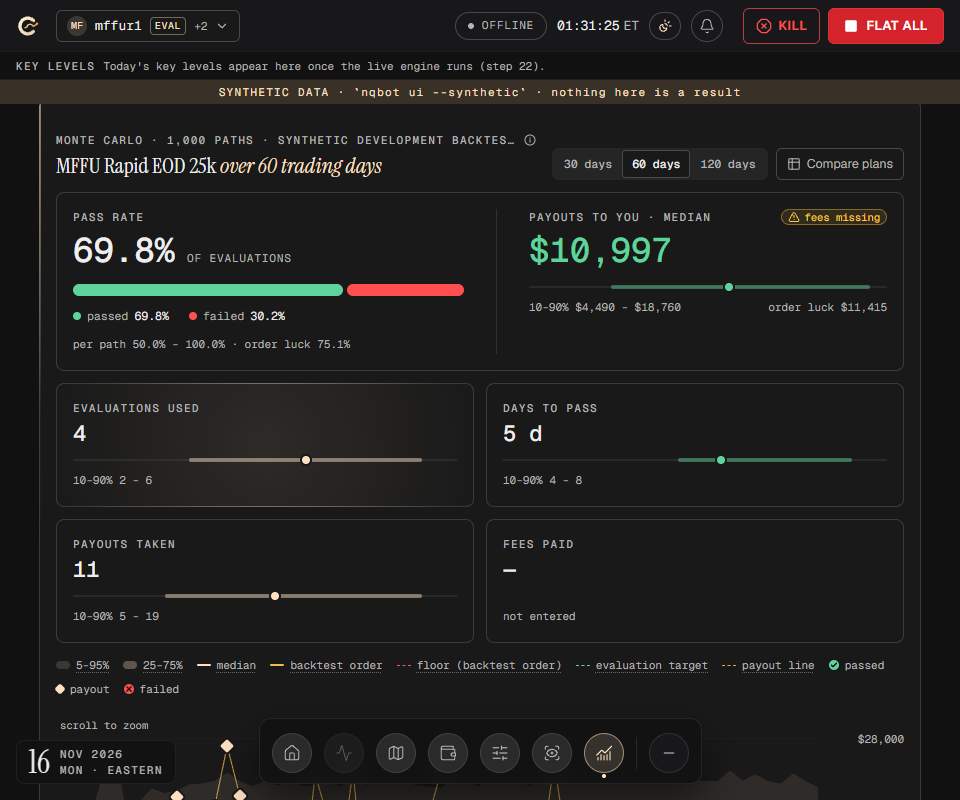 MF mffur1 EVAL +2 OFFLINE 01:31:25 ET KILL FLAT ALL
KEY LEVELS Today's key levels appear here once the live engine runs (step 22).
SYNTHETIC DATA · `nqbot ui --synthetic` · nothing here is a result
MONTE CARLO · 1,000 PATHS · SYNTHETIC DEVELOPMENT BACKTES…
MFFU Rapid EOD 25k over 60 trading days
30 days 60 days 120 days Compare plans
PASS RATE
69.8% OF EVALUATIONS
passed 69.8% failed 30.2%
per path 50.0% – 100.0% · order luck 75.1%
PAYOUTS TO YOU · MEDIAN fees missing
$10,997
10–90% $4,490 – $18,760 order luck $11,415
EVALUATIONS USED
4
10–90% 2 – 6
DAYS TO PASS
5 d
10–90% 4 – 8
PAYOUTS TAKEN
11
10–90% 5 – 19
FEES PAID
—
not entered
5–95% 25–75% median backtest order floor (backtest order) evaluation target payout line passed
payout failed
scroll to zoom
$28,000
16 NOV 2026
MON · EASTERN